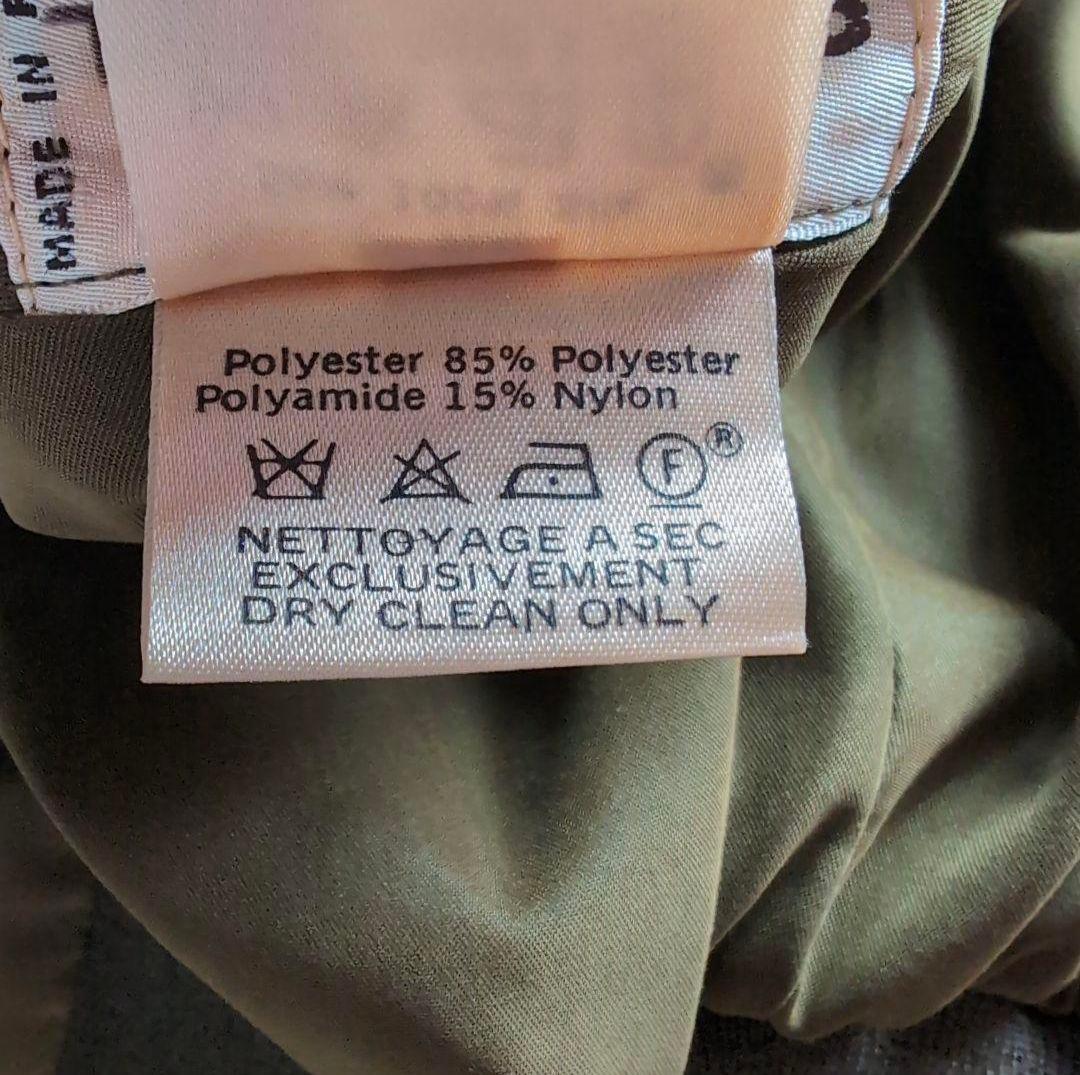 MADE IN
Polyester 85% Polyester
Polyamide 15% Nylon
F ®
NETTOYAGE A SEC
EXCLUSIVEMENT
DRY CLEAN ONLY